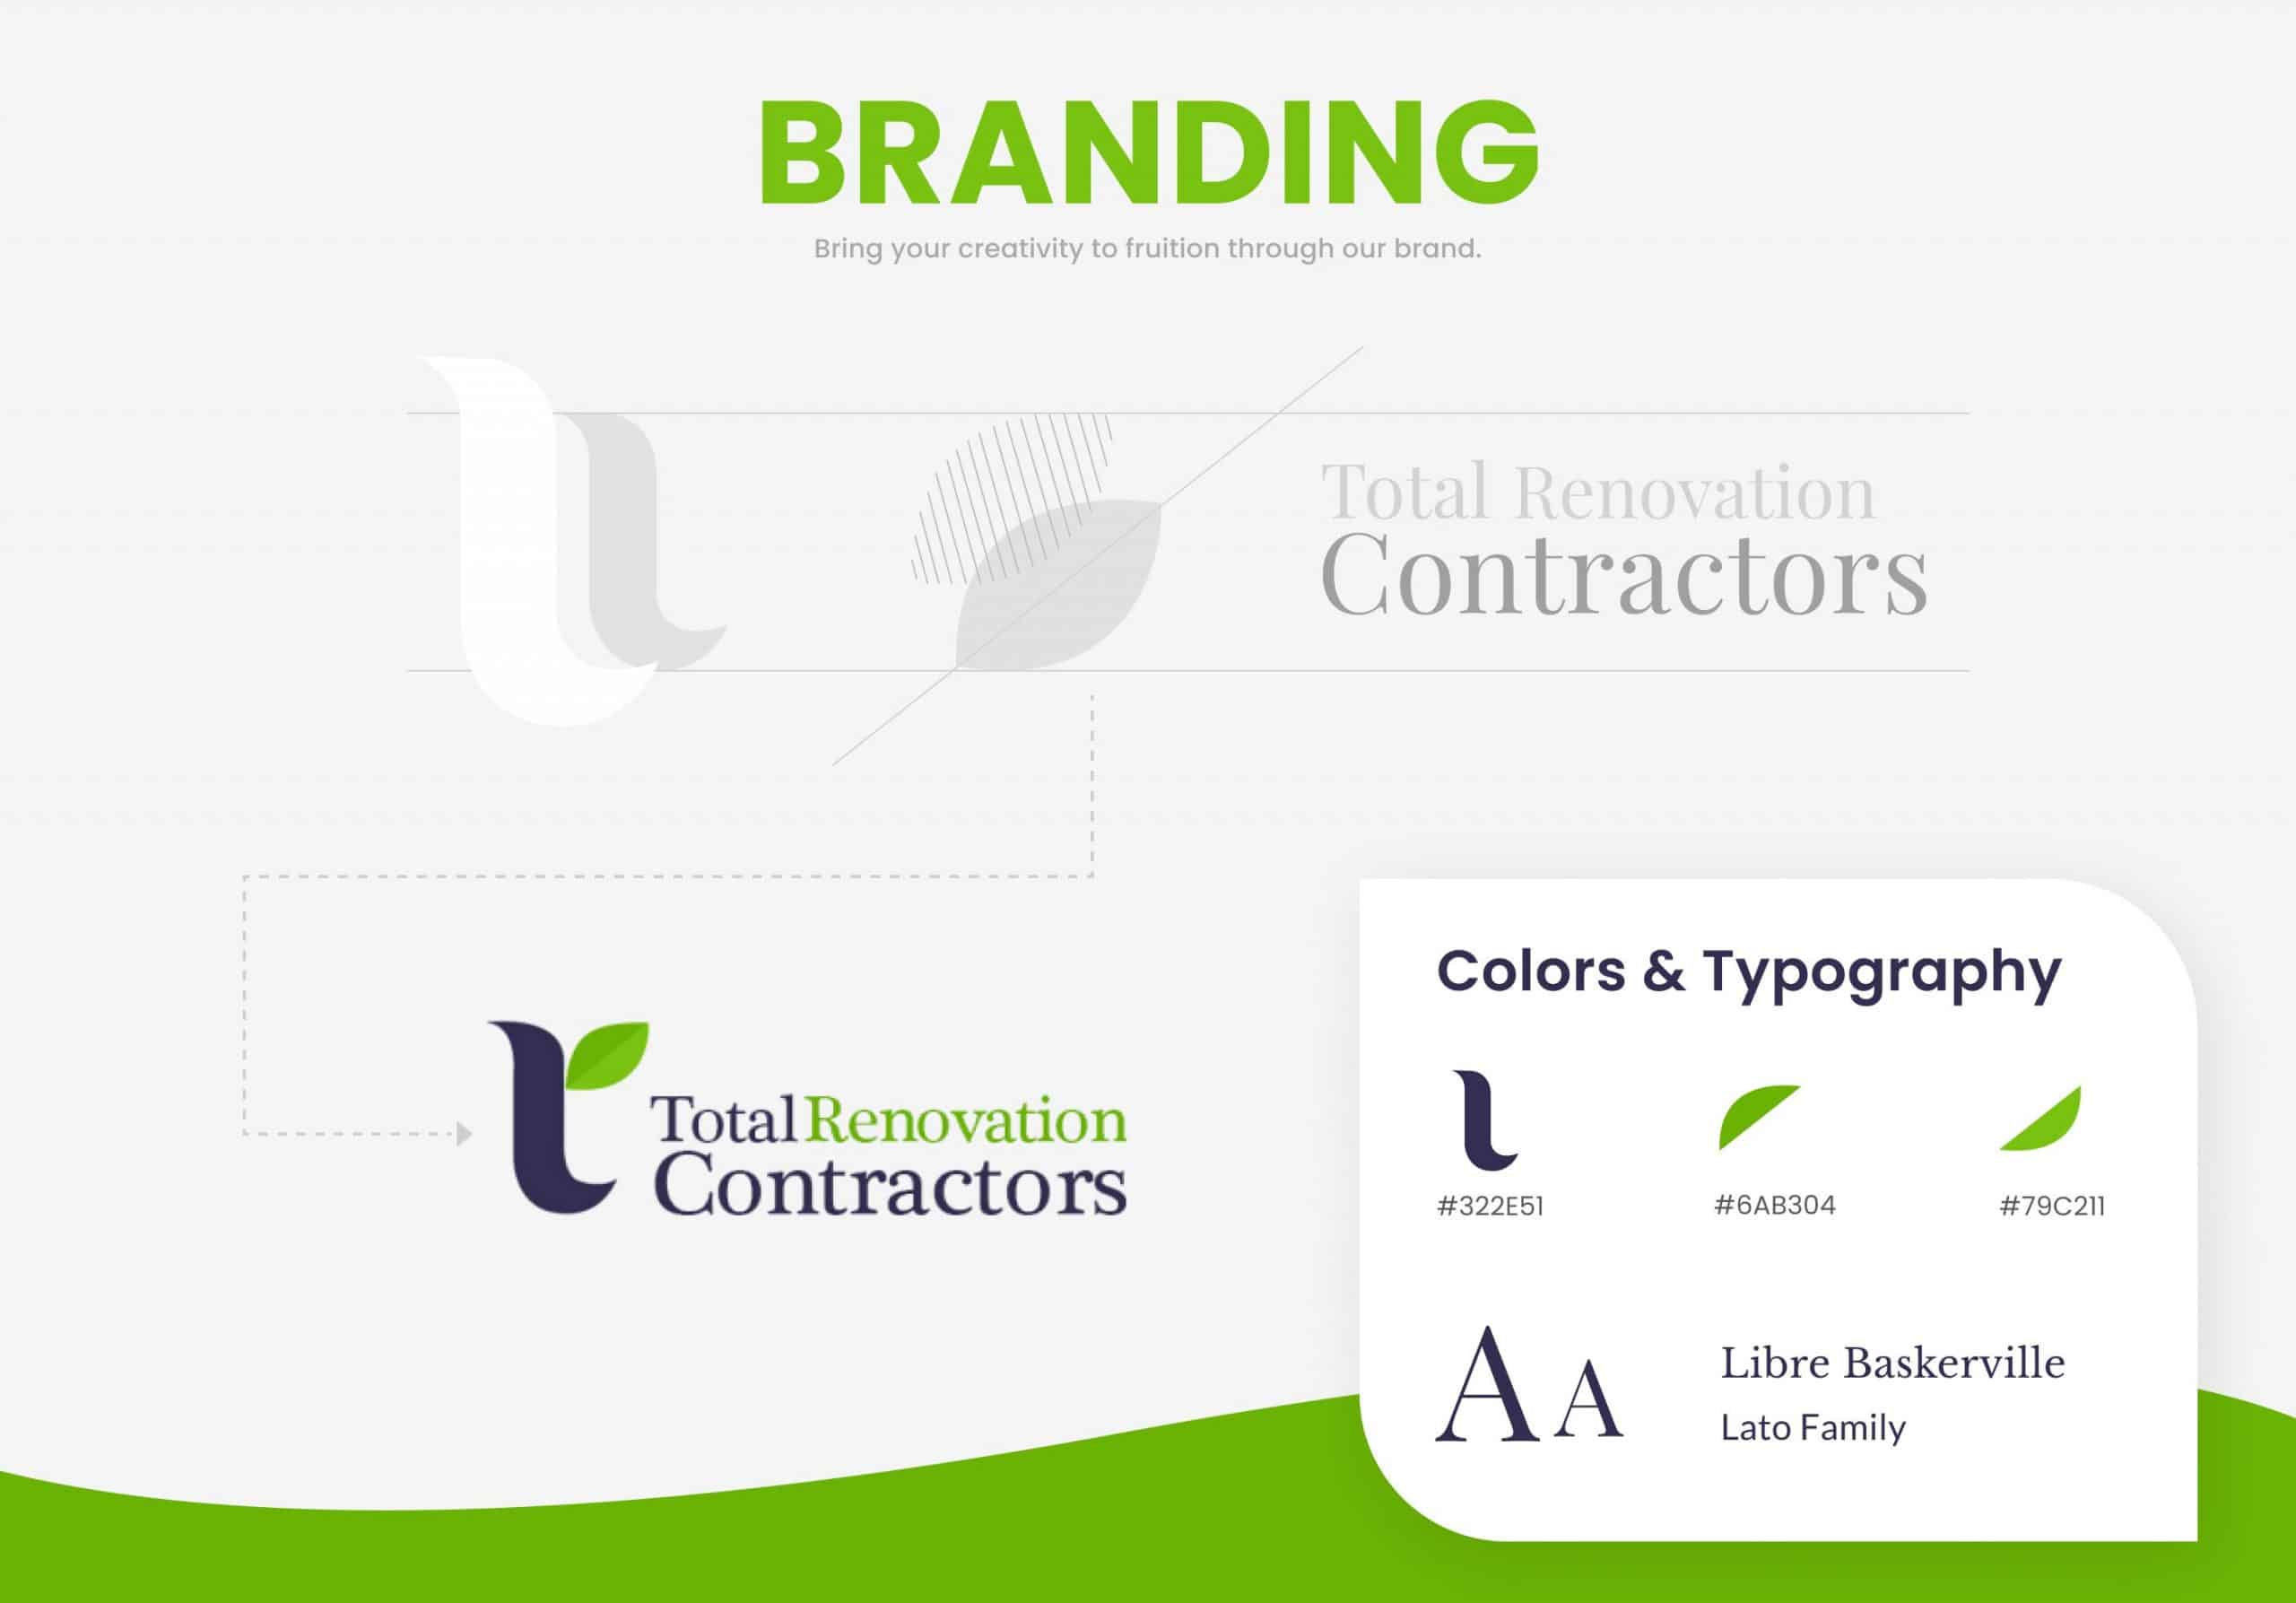 BRANDING
Bring your creativity to fruition through our brand.
Total Renovation
Contractors
Total Renovation
Contractors
Colors & Typography
#322E51
#6AB304
#79C211
A A
Libre Baskerville
Lato Family